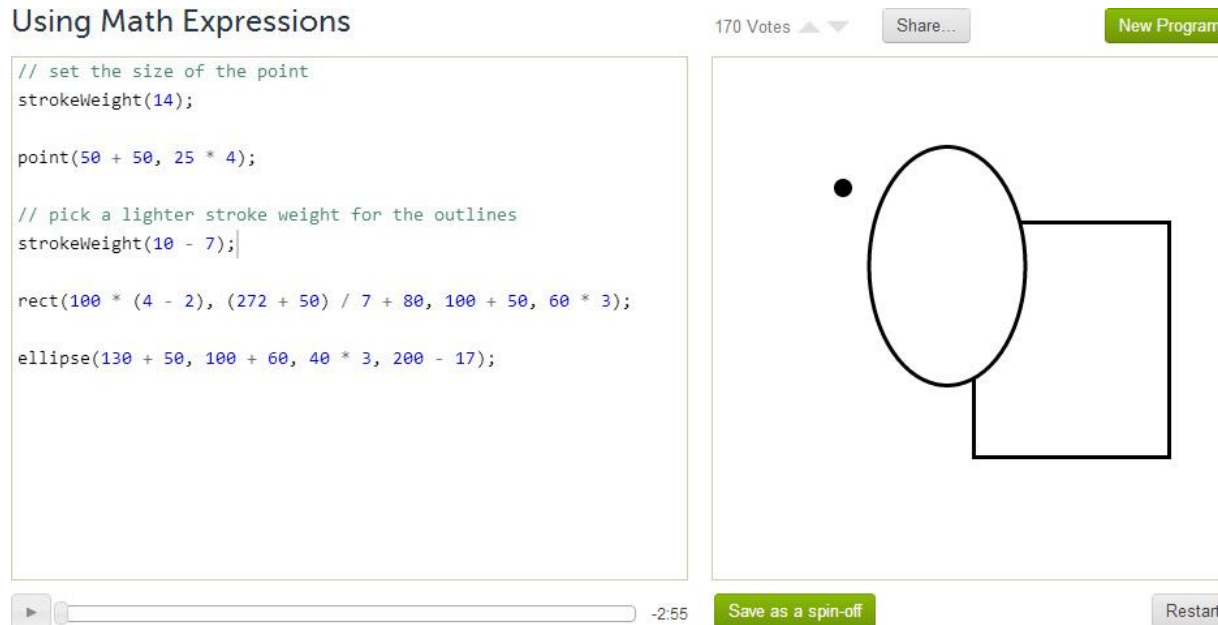 Using Math Expressions
170 Votes
Share...
New Program
// set the size of the point
strokeWeight(14);
point(50 + 50, 25 * 4);
// pick a lighter stroke weight for the outlines
strokeWeight(10 - 7);
rect(100 * (4 - 2), (272 + 50) / 7 + 80, 100 + 50, 60 * 3);
ellipse(130 + 50, 100 + 60, 40 * 3, 200 - 17);
-2:55
Save as a spin-off
Restart